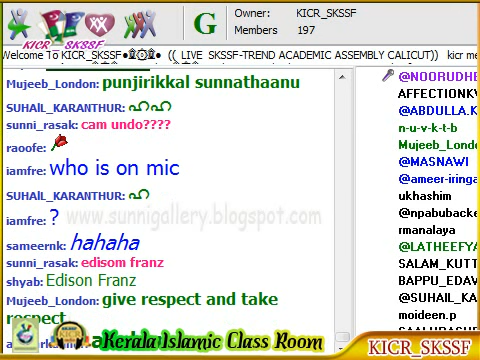 Owner: KICR_SKSSF
Members 197
G
KICR_SKSSF
Welcome To KICR_SKSSF (( LIVE SKSSF-TREND ACADEMIC ASSEMBLY CALICUT)) kicr me
Mujeeb_London: punjirikkal sunnathaanu
SUHAiL_KARANTHUR: ഹഹ
sunni_rasak: cam undo????
raoofe:
iamfre: who is on mic
SUHAiL_KARANTHUR: ഹ
iamfre: ?
www.sunnigallery.blogspot.com
sameernk: hahaha
sunni_rasak: edisom franz
shyab: Edison Franz
Mujeeb_London: give respect and take
respect
@NOORUDHE
AFFECTIONKV
@ABDULLA.K
n-u-v-k-t-b
Mujeeb_Londo
@MASNAWI
@ameer-iringa
ukhashim
@npabubacke
rmanalaya
@LATHEEFYA
SALAM_KUTT
BAPPU_EDAV
@SUHAIL_KA
moideen.p
Kerala Islamic Class Room
KICR_SKSSF